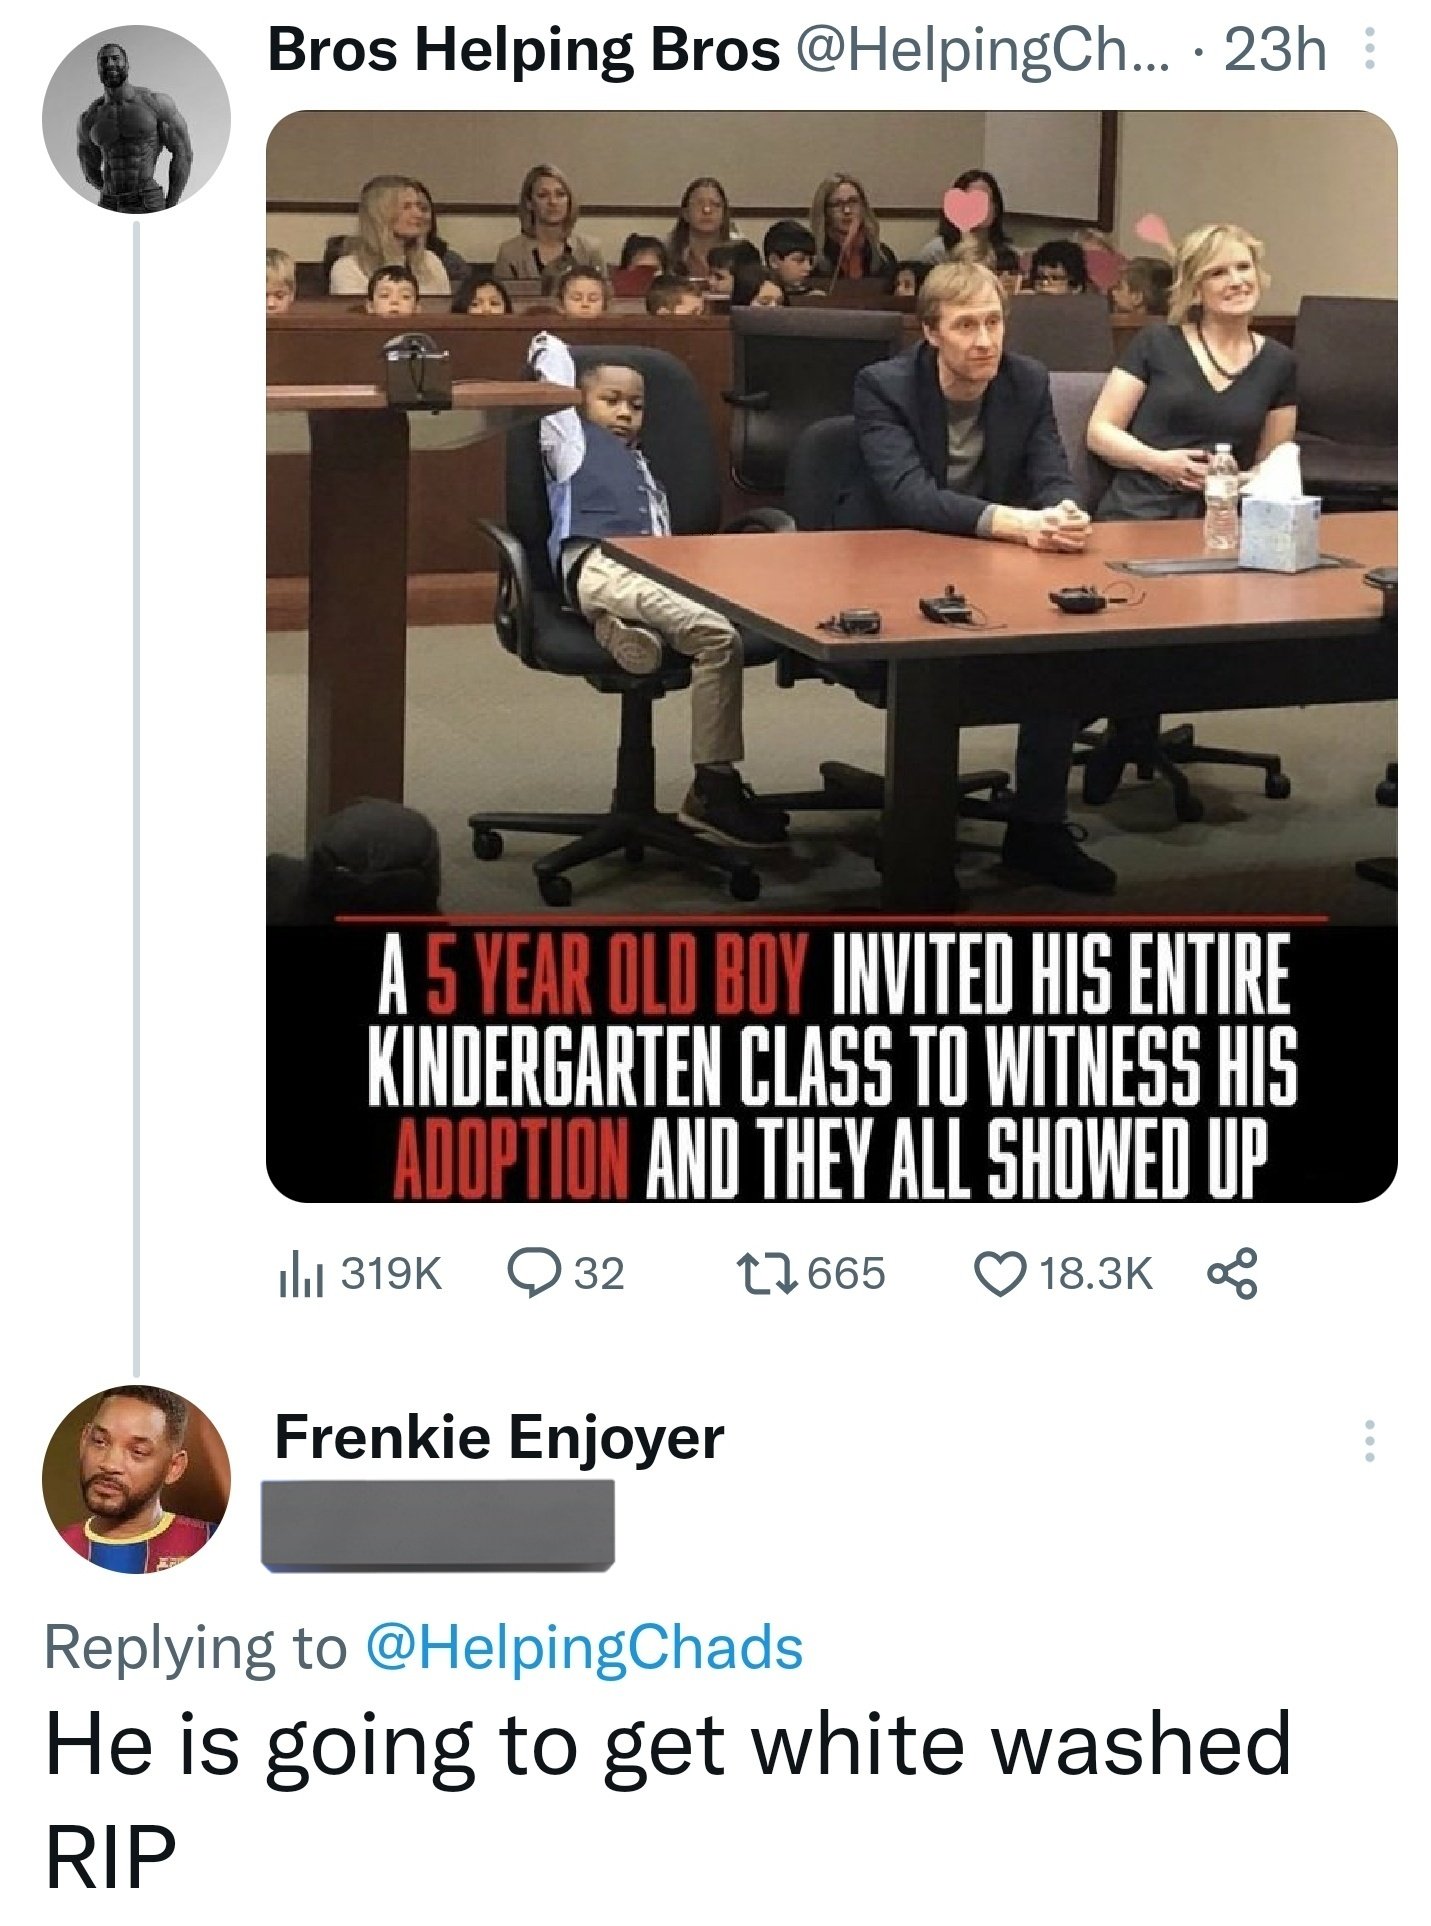 Bros Helping Bros @HelpingCh... · 23h
A 5 YEAR OLD BOY INVITED HIS ENTIRE
KINDERGARTEN CLASS TO WITNESS HIS
ADOPTION AND THEY ALL SHOWED UP
319K 32 665 18.3K
Frenkie Enjoyer
Replying to @HelpingChads
He is going to get white washed
RIP